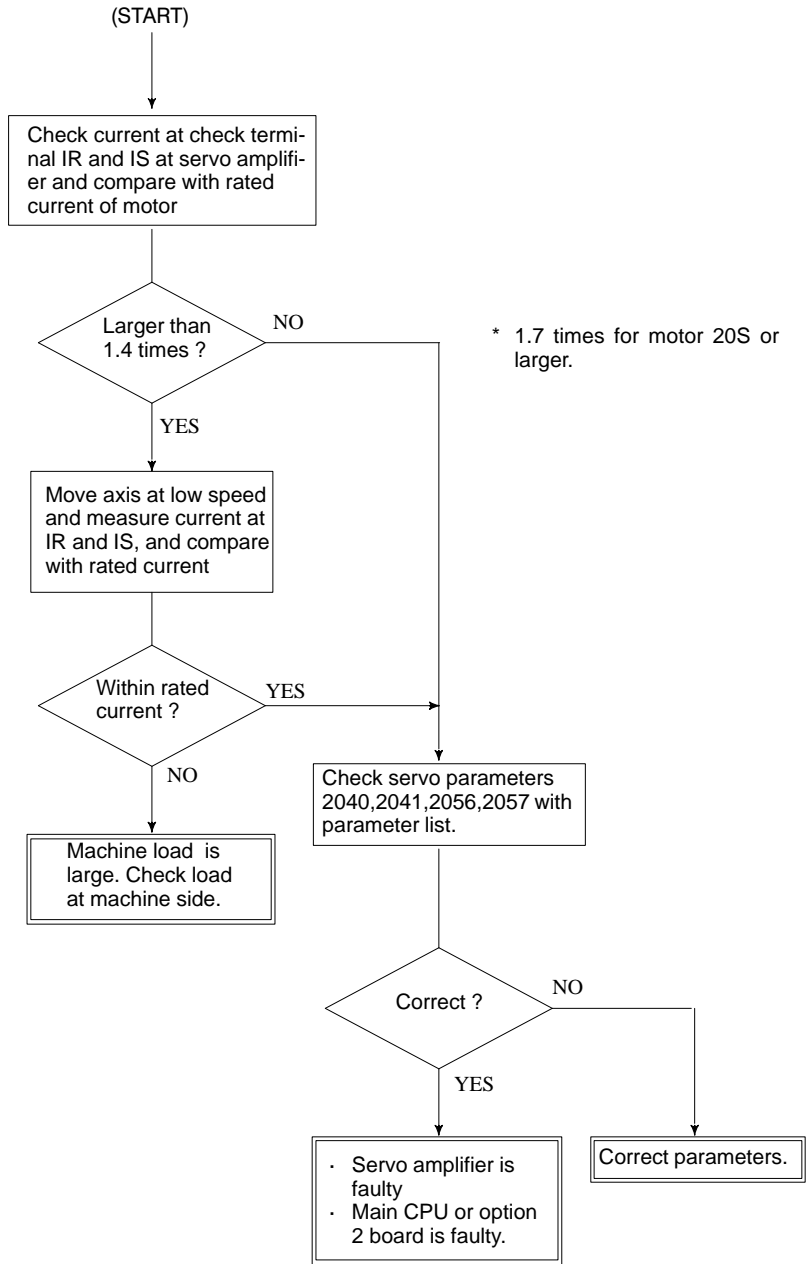 (START)
Check current at check termi-
nal IR and IS at servo amplifi-
er and compare with rated
current of motor
Larger than
1.4 times ?
NO
* 1.7 times for motor 20S or
larger.
YES
Move axis at low speed
and measure current at
IR and IS, and compare
with rated current
Within rated
current ?
YES
NO
Machine load is
large. Check load
at machine side.
Check servo parameters
2040,2041,2056,2057 with
parameter list.
Correct ?
NO
YES
· Servo amplifier is
faulty
· Main CPU or option
2 board is faulty.
Correct parameters.